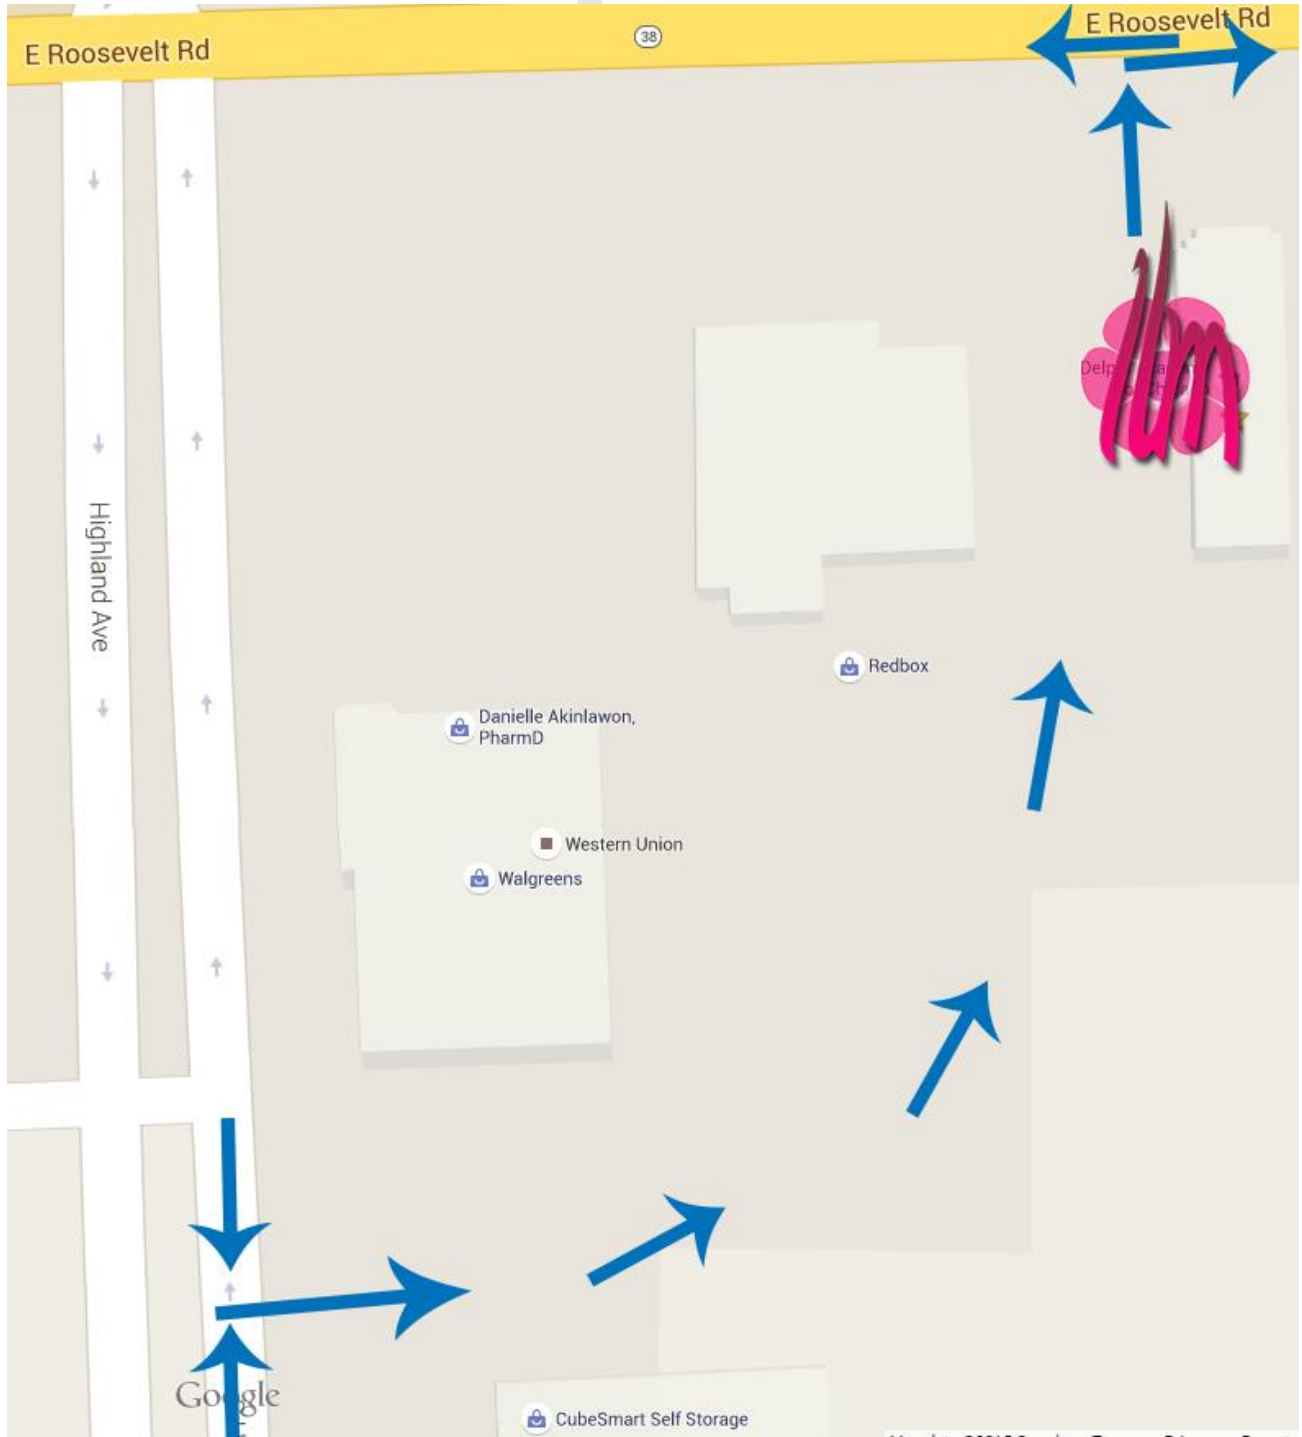 E Roosevelt Rd
38
E Roosevelt Rd
Highland Ave
Redbox
Danielle Akinlawon,
PharmD
Western Union
Walgreens
Google
CubeSmart Self Storage